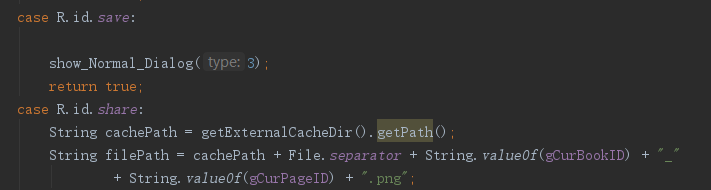 case R.id.save:
show_Normal_Dialog( type: 3);
return true;
case R.id.share:
String cachePath = getExternalCacheDir().getPath();
String filePath = cachePath + File.separator + String.valueOf(gCurBookID) + "_"
+ String.valueOf(gCurPageID) + ".png";